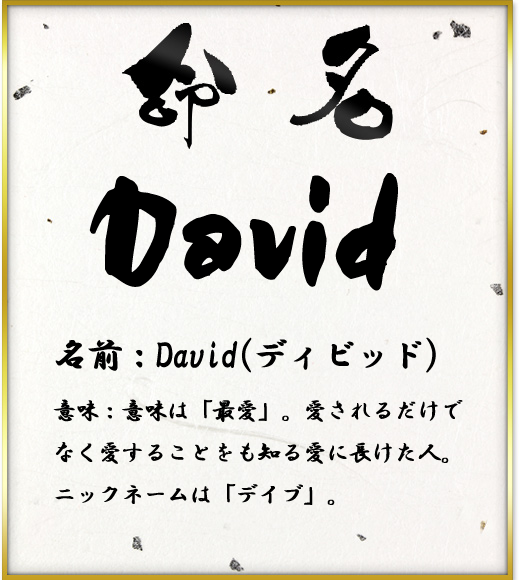 命名
David
名前：David(ディビッド)
意味：意味は「最愛」。愛されるだけで
なく愛することをも知る愛に長けた人。
ニックネームは「デイブ」。